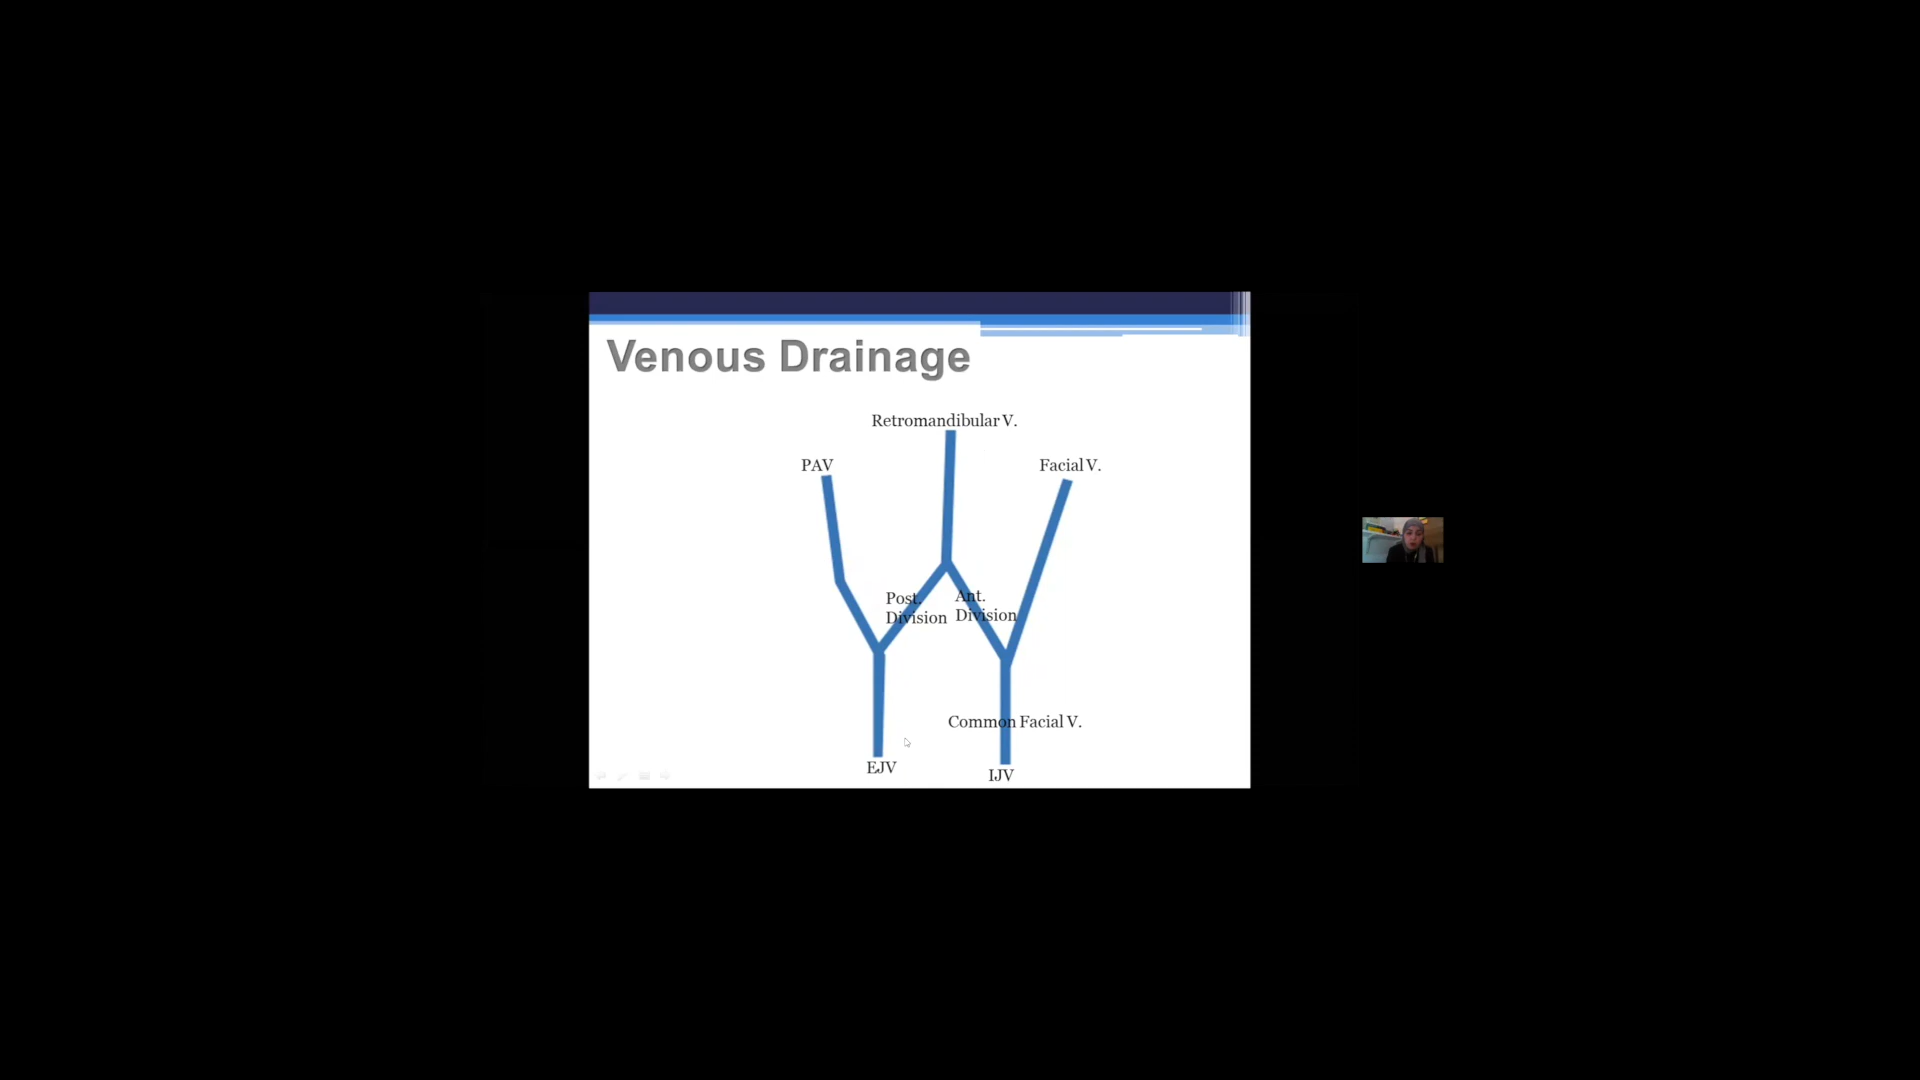 Venous Drainage
Retromandibular V.
PAV
Facial V.
Post.
Division
Ant.
Division
Common Facial V.
EJV
IJV